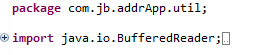 package com.jb.addrApp.util;
import java.io.BufferedReader;